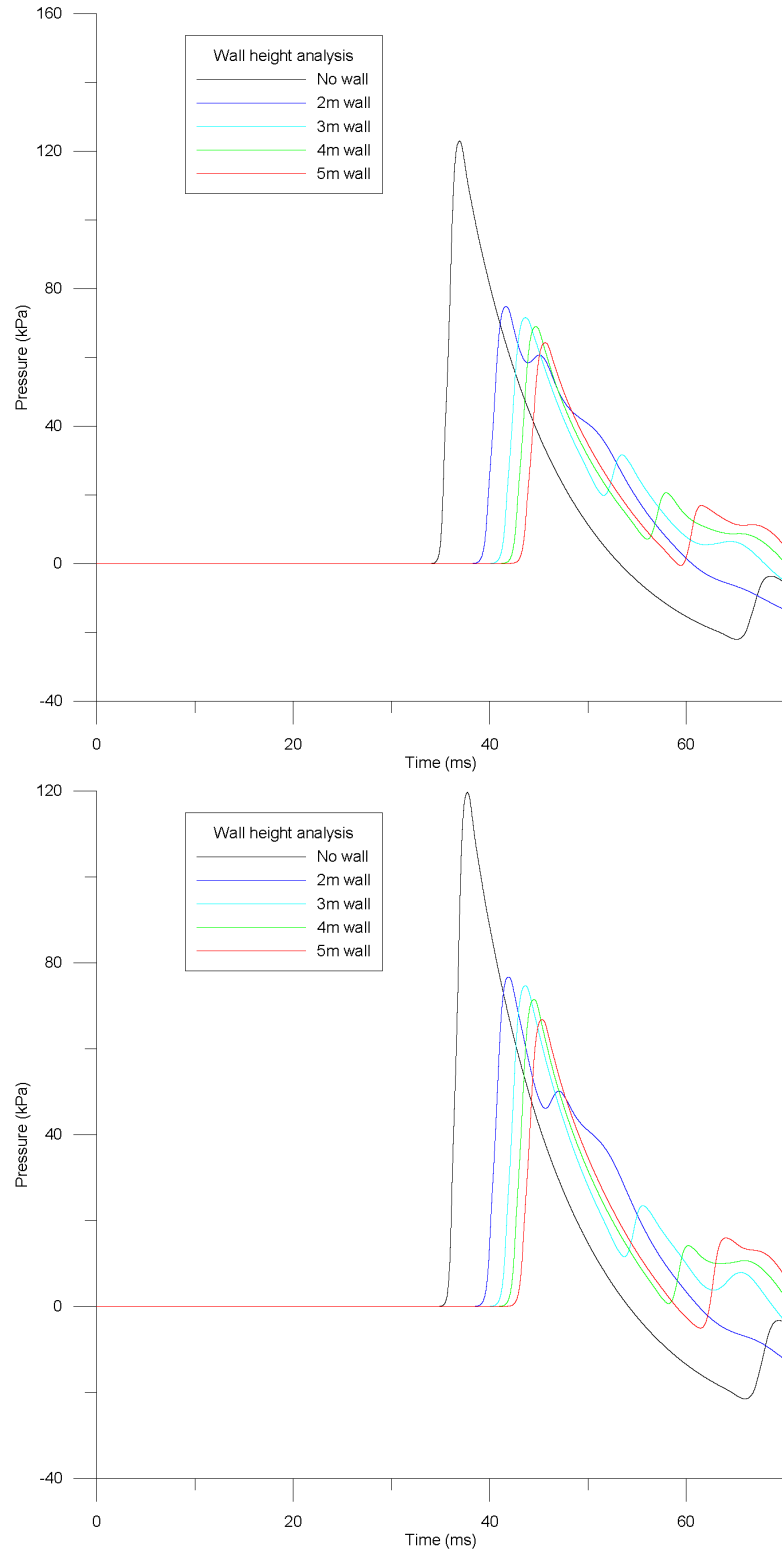 160
120
80
40
0
-40
Pressure (kPa)
Wall height analysis
No wall
2m wall
3m wall
4m wall
5m wall
0 20 40 60
Time (ms)
120
80
40
0
-40
Pressure (kPa)
Wall height analysis
No wall
2m wall
3m wall
4m wall
5m wall
0 20 40 60
Time (ms)